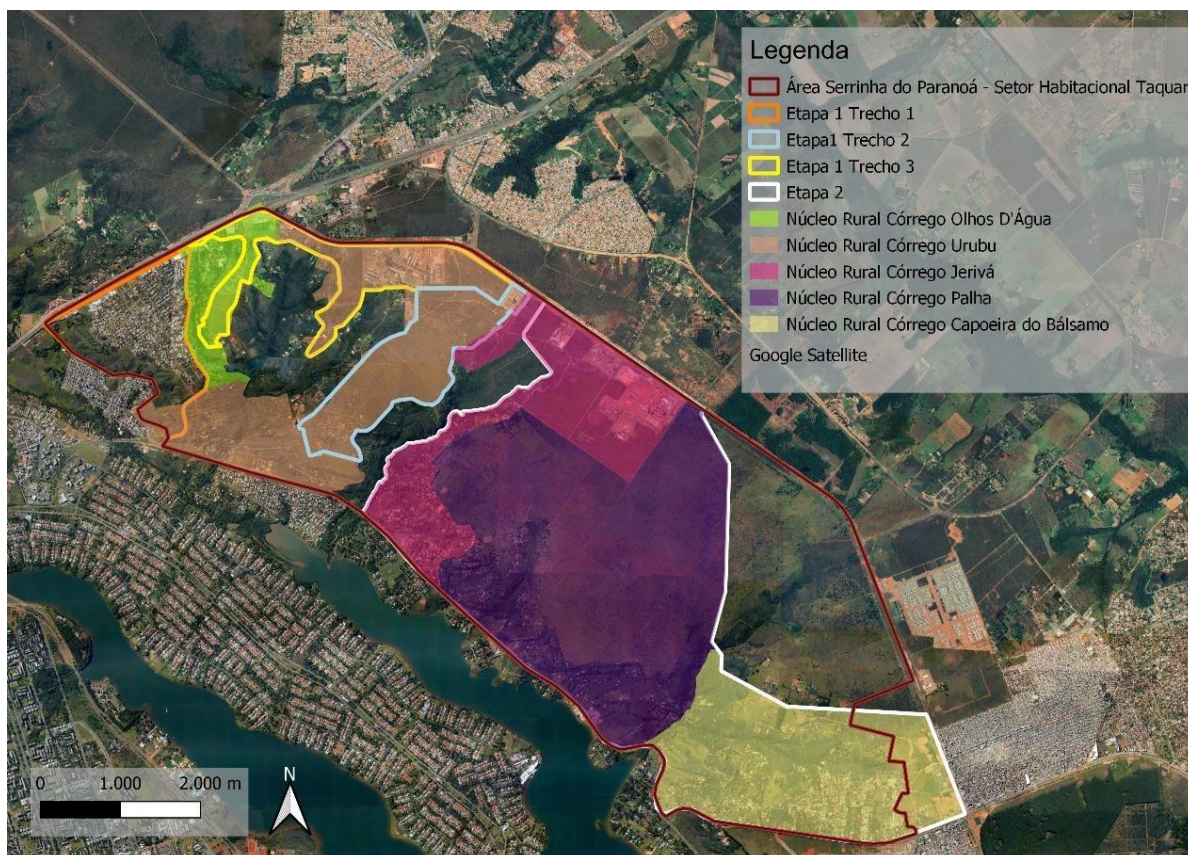 Legenda
Área Serrinha do Paranoá - Setor Habitacional Taquar
Etapa 1 Trecho 1
Etapa1 Trecho 2
Etapa 1 Trecho 3
Etapa 2
Núcleo Rural Córrego Olhos D'Água
Núcleo Rural Córrego Urubu
Núcleo Rural Córrego Jerivá
Núcleo Rural Córrego Palha
Núcleo Rural Córrego Capoeira do Bálsamo
Google Satellite
0 1.000 2.000 m
N